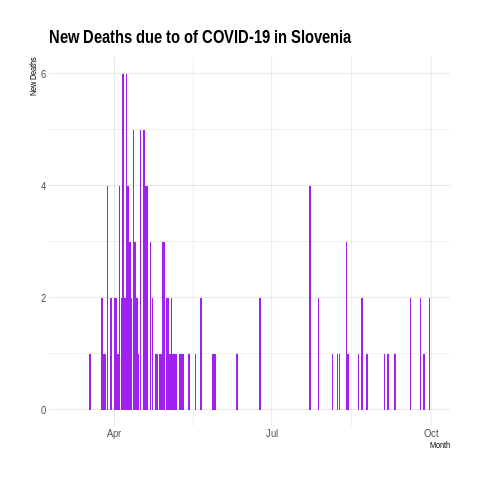 New Deaths due to of COVID-19 in Slovenia
New Deaths
6
4
2
0
Apr
Jul
Oct
Month